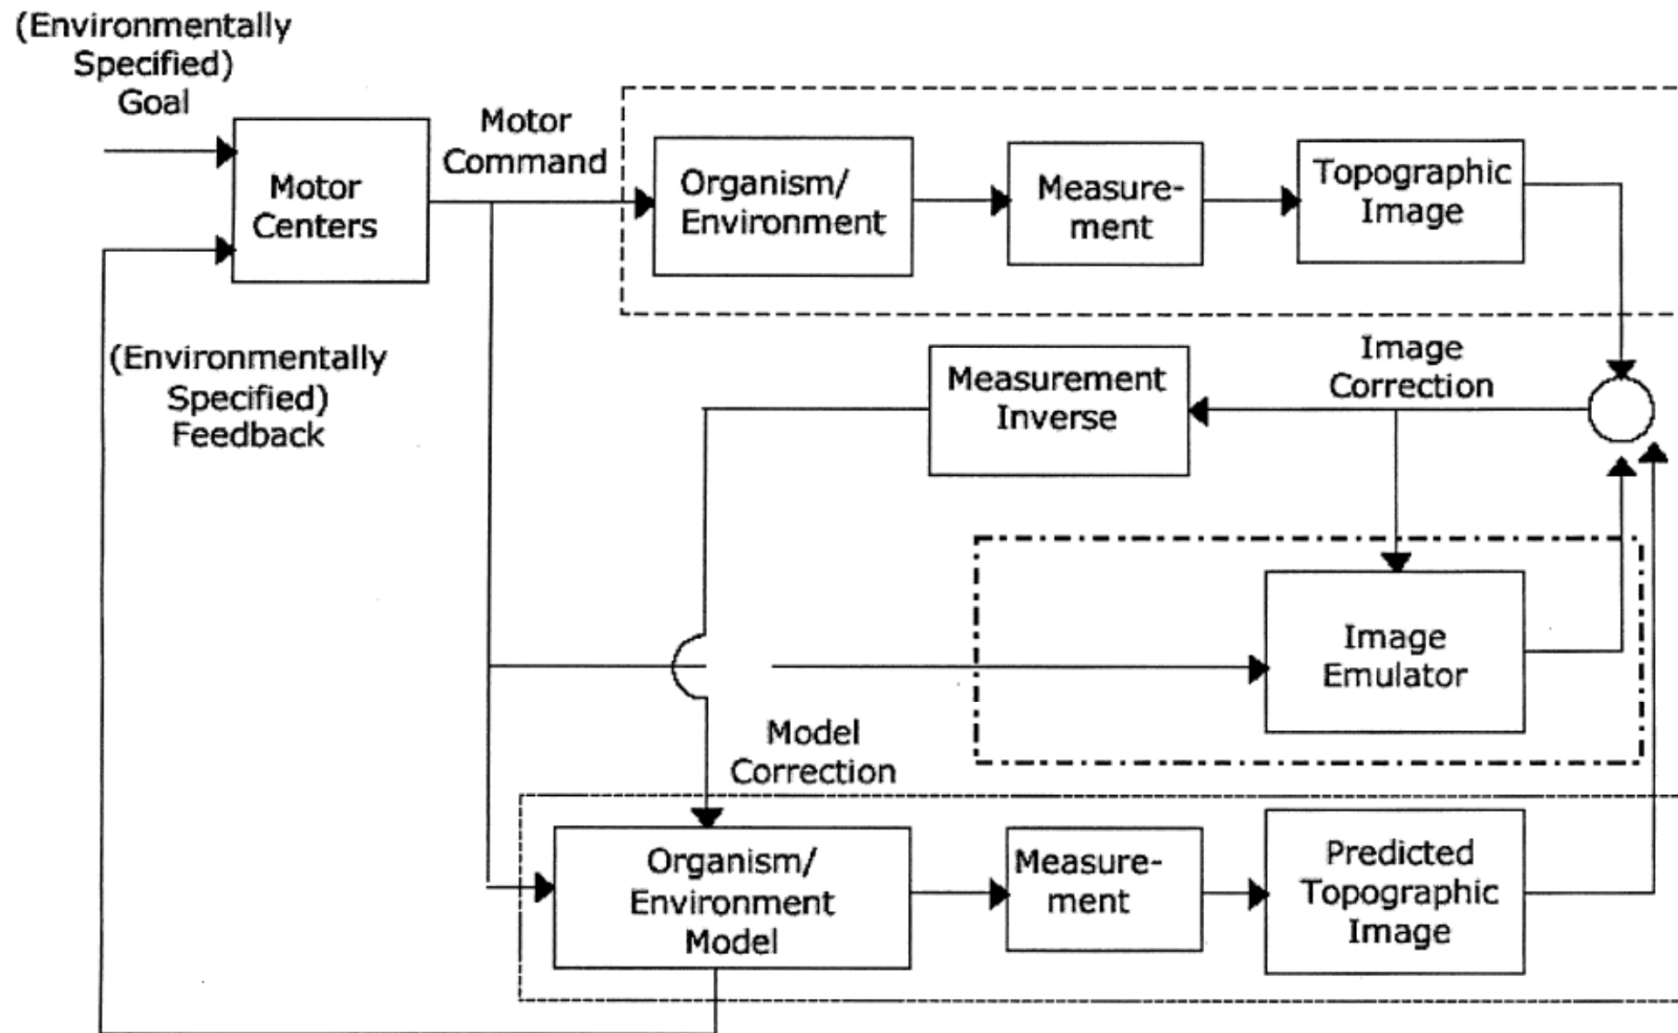 (Environmentally
Specified)
Goal
Motor
Centers
Motor
Command
Organism/
Environment
Measure-
ment
Topographic
Image
(Environmentally
Specified)
Feedback
Measurement
Inverse
Image
Correction
Image
Emulator
Model
Correction
Organism/
Environment
Model
Measure-
ment
Predicted
Topographic
Image